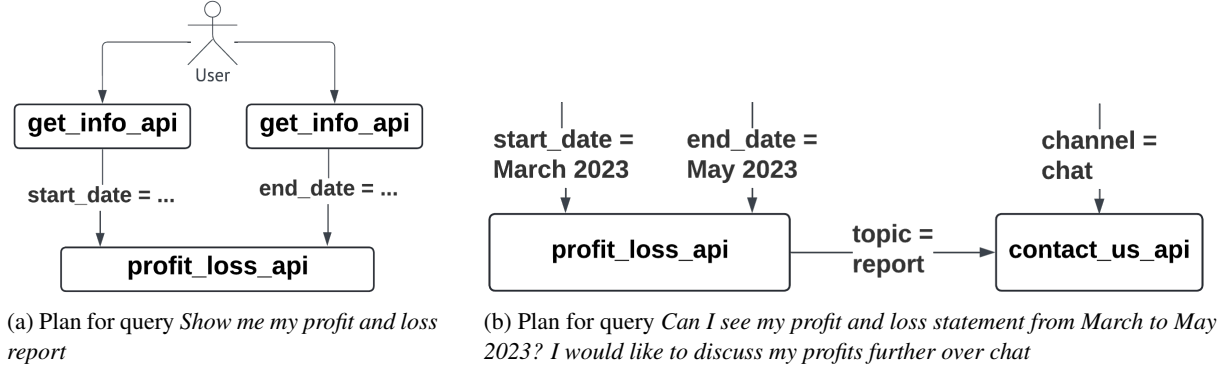 User
get_info_api
get_info_api
start_date = ...
end_date = ...
profit_loss_api
(a) Plan for query Show me my profit and loss
report
start_date =
March 2023
end_date =
May 2023
channel =
chat
profit_loss_api
topic =
report
contact_us_api
(b) Plan for query Can I see my profit and loss statement from March to May
2023? I would like to discuss my profits further over chat